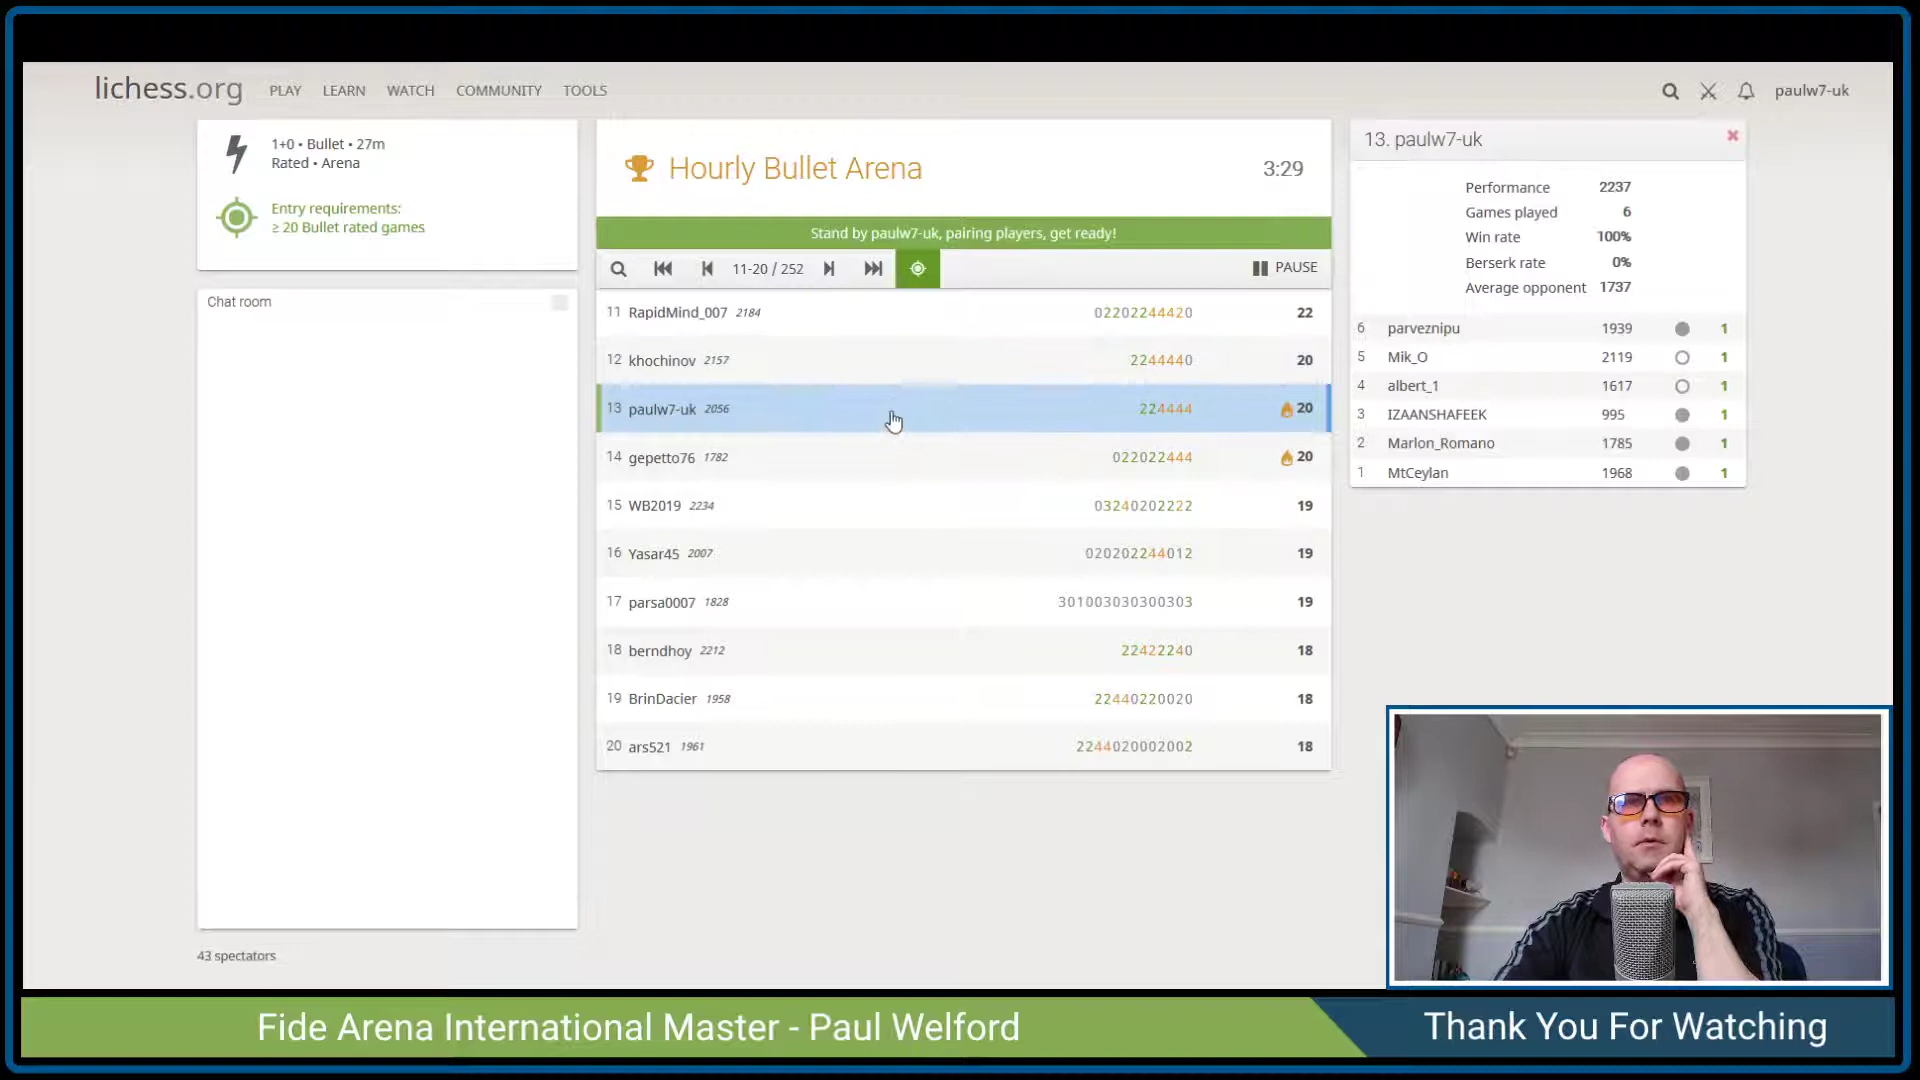 lichess.org PLAY LEARN WATCH COMMUNITY TOOLS paulw7-uk
1+0 • Bullet • 27m
Rated • Arena
Entry requirements:
≥ 20 Bullet rated games
Chat room
43 spectators
Hourly Bullet Arena 3:29
Stand by paulw7-uk, pairing players, get ready!
11-20 / 252 PAUSE
11 RapidMind_007 2184 02202244420 22
12 khochinov 2157 2244440 20
13 paulw7-uk 2056 224444 20
14 gepetto76 1782 022022444 20
15 WB2019 2234 03240202222 19
16 Yasar45 2007 020202244012 19
17 parsa0007 1828 301003030300303 19
18 berndhoy 2212 22422240 18
19 BrinDacier 1958 22440220020 18
20 ars521 1961 2244020002002 18
13. paulw7-uk
Performance 2237
Games played 6
Win rate 100%
Berserk rate 0%
Average opponent 1737
6 parveznipu 1939 1
5 Mik_O 2119 1
4 albert_1 1617 1
3 IZAANSHAFEEK 995 1
2 Marlon_Romano 1785 1
1 MtCeylan 1968 1
Fide Arena International Master - Paul Welford
Thank You For Watching